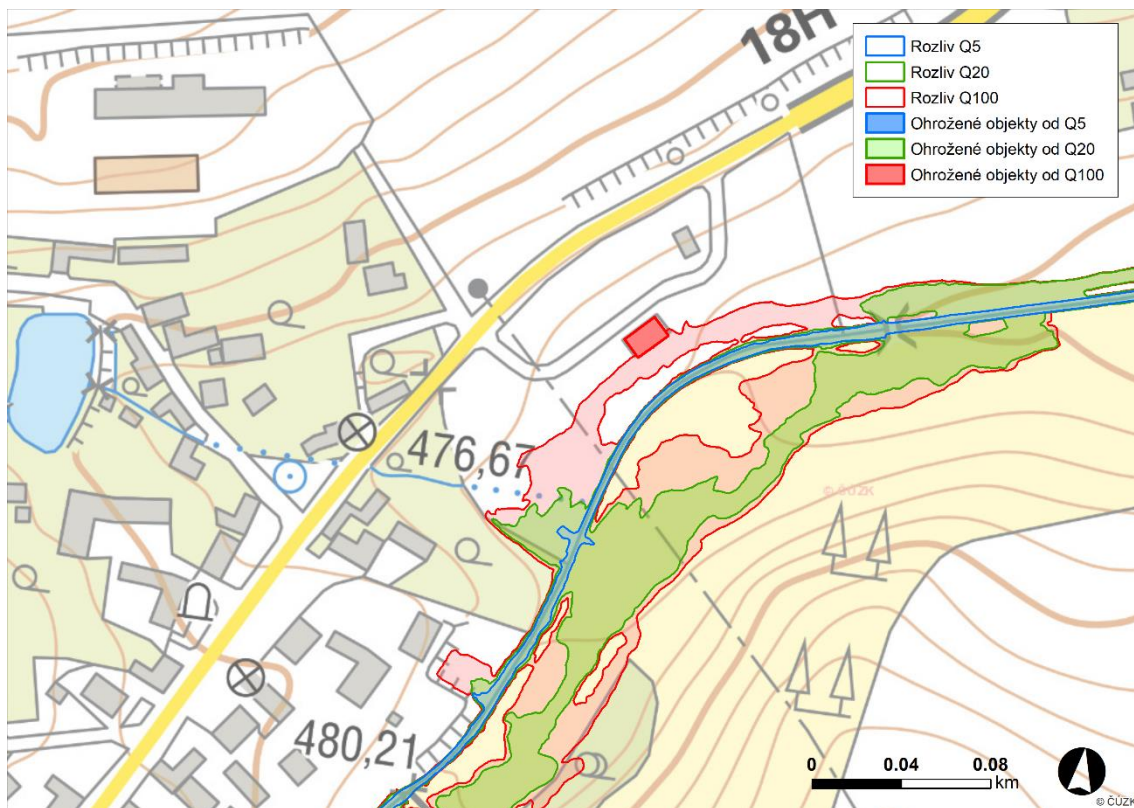 18H
Rozliv Q5
Rozliv Q20
Rozliv Q100
Ohrožené objekty od Q5
Ohrožené objekty od Q20
Ohrožené objekty od Q100
476,67
© ČÚZK
480,21
0 0.04 0.08
km
© ČÚZK